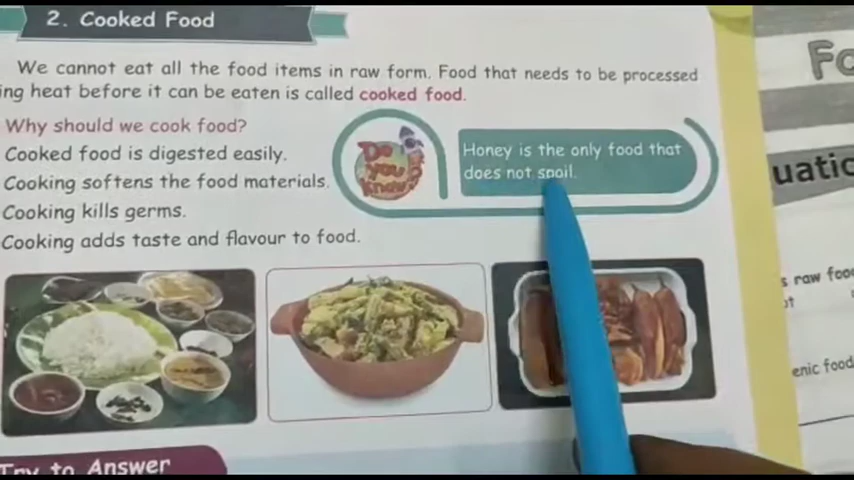 2. Cooked Food
We cannot eat all the food items in raw form. Food that needs to be processed
ing heat before it can be eaten is called cooked food.
Why should we cook food?
Cooked food is digested easily.
Cooking softens the food materials.
Cooking kills germs.
Cooking adds taste and flavour to food.
Do
you
know?
Honey is the only food that
does not spoil.
Try to Answer
Fo
uatic
s raw food
ot
enic food